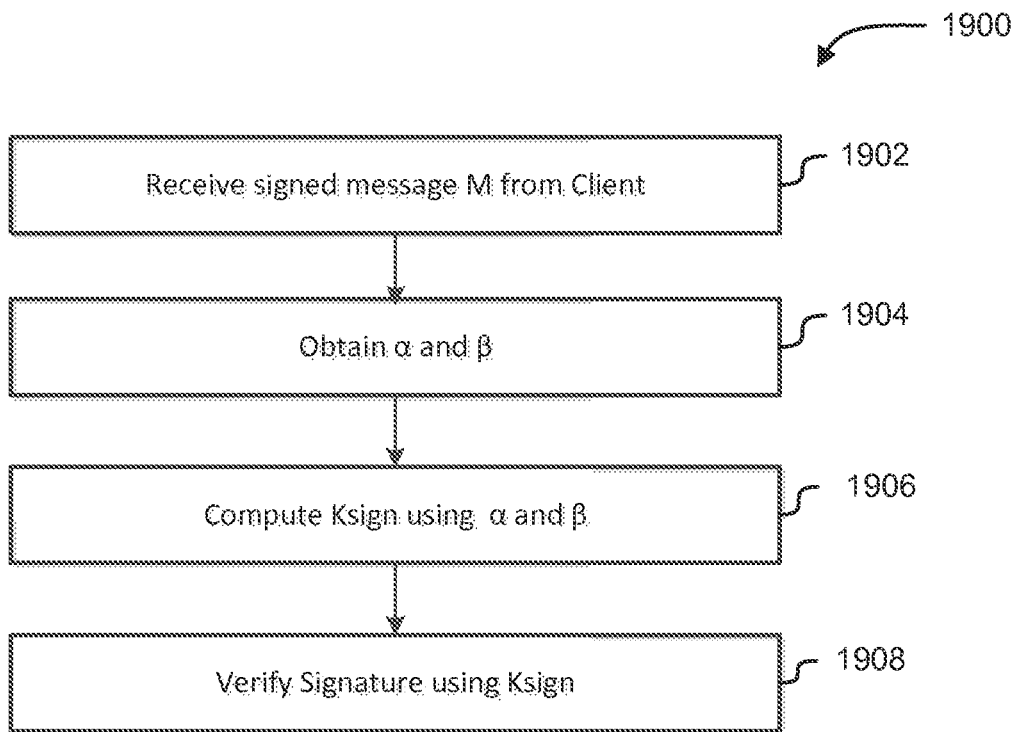 1900
Receive signed message M from Client
1902
Obtain α and β
1904
Compute Ksign using α and β
1906
Verify Signature using Ksign
1908